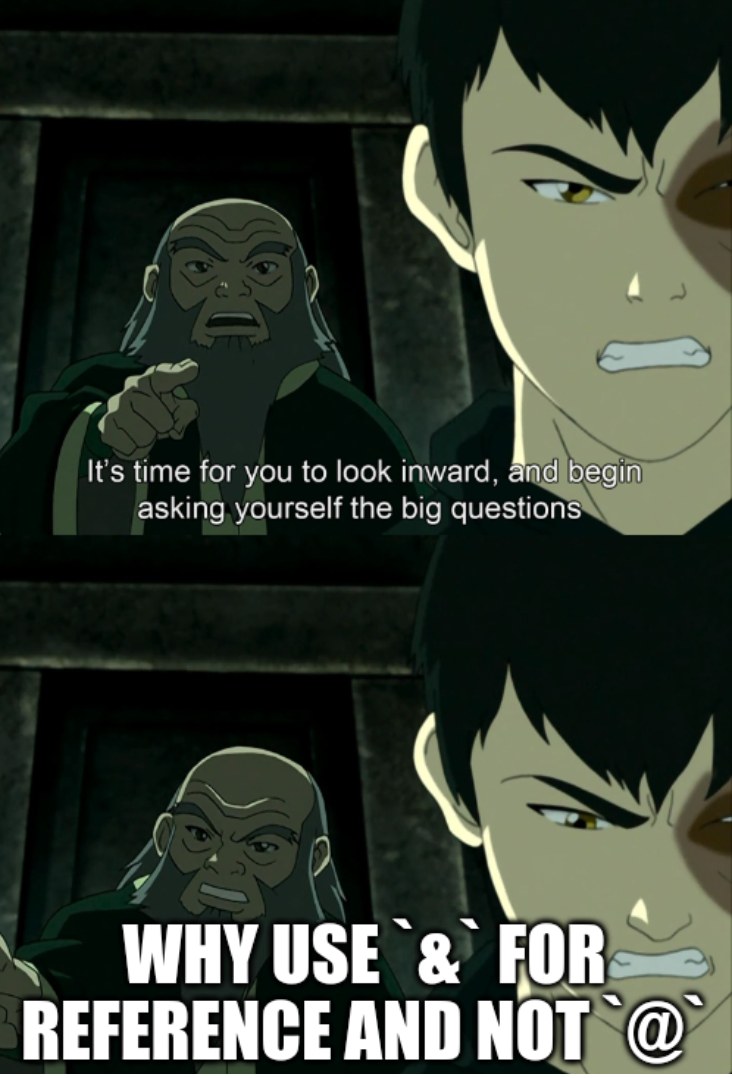 It's time for you to look inward, and begin
asking yourself the big questions
WHY USE `&` FOR
REFERENCE AND NOT `@`